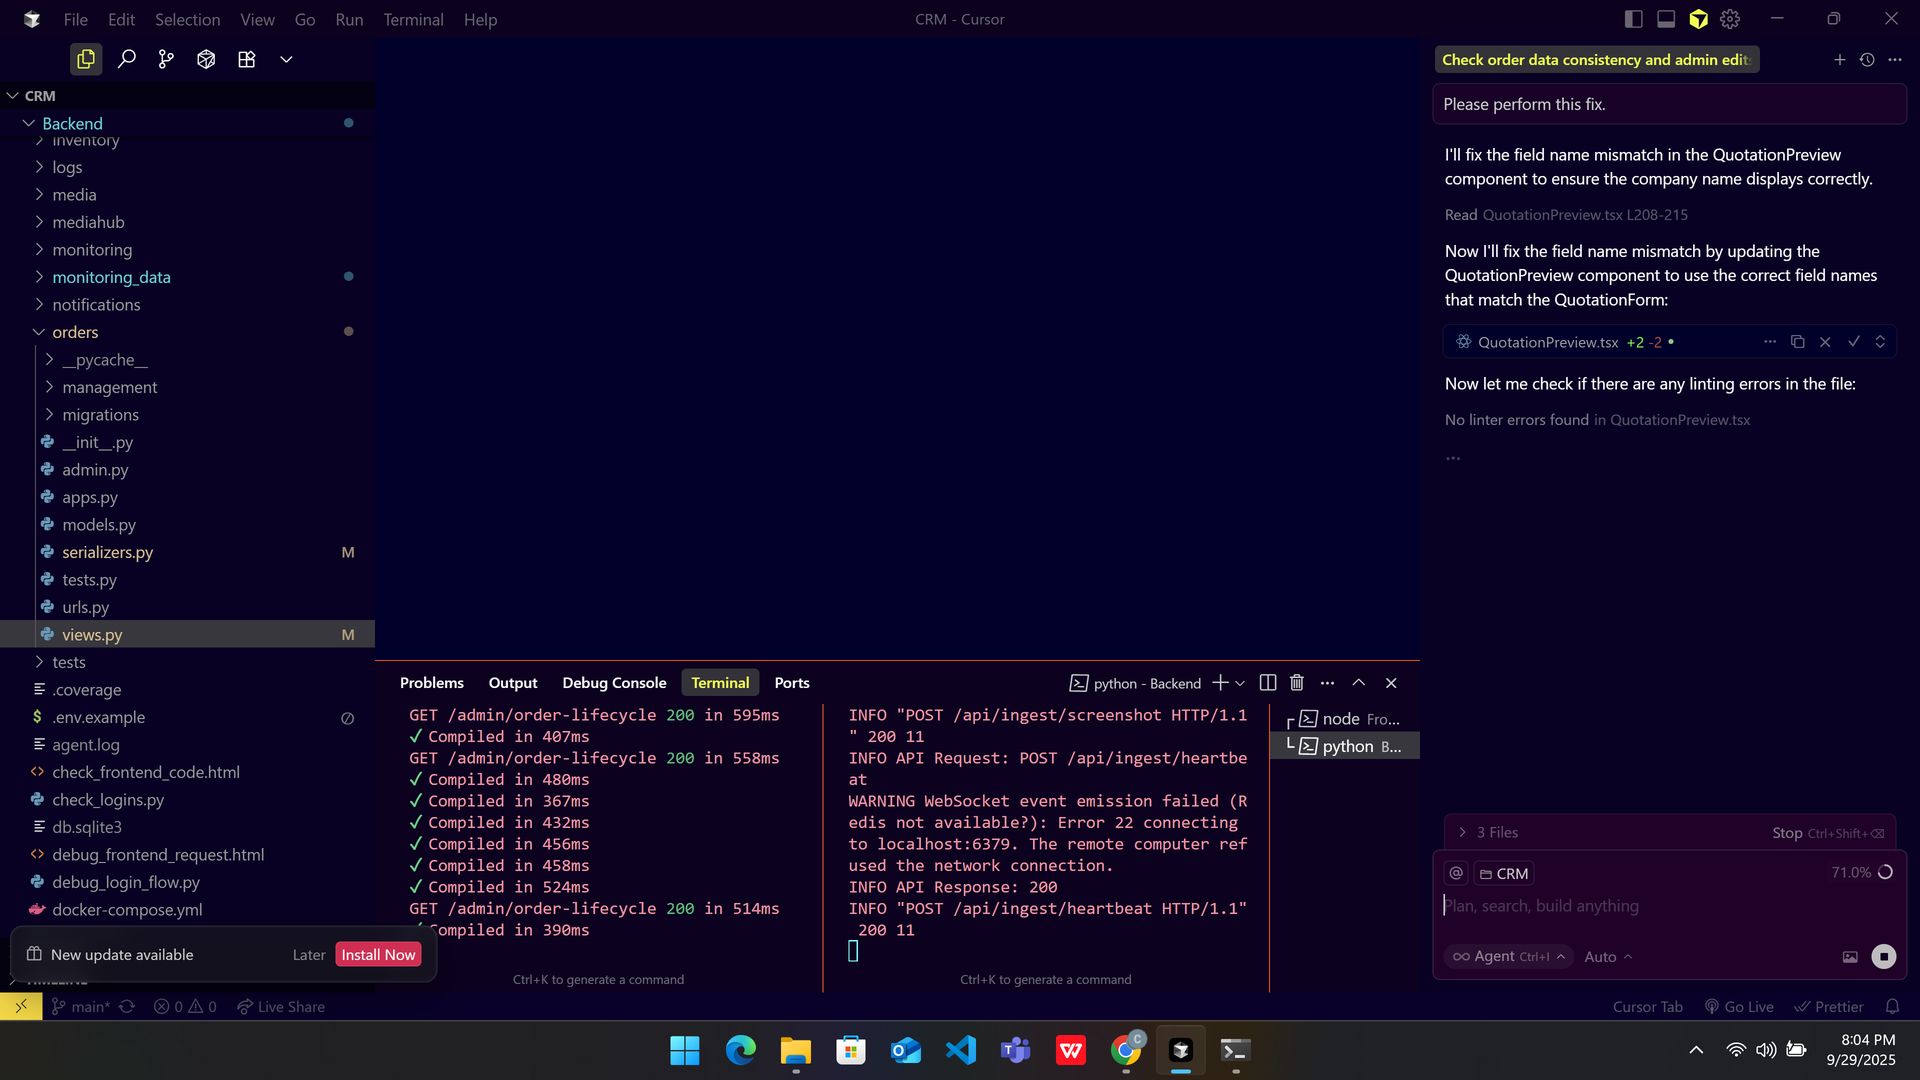 File Edit Selection View Go Run Terminal Help
CRM - Cursor
CRM
Backend
inventory
logs
media
mediahub
monitoring
monitoring_data
notifications
orders
__pycache__
management
migrations
__init__.py
admin.py
apps.py
models.py
serializers.py M
tests.py
urls.py
views.py M
tests
.coverage
.env.example
agent.log
check_frontend_code.html
check_logins.py
db.sqlite3
debug_frontend_request.html
debug_login_flow.py
docker-compose.yml
New update available Later Install Now
TIMELINE
Problems Output Debug Console Terminal Ports
python - Backend
GET /admin/order-lifecycle 200 in 595ms
✓ Compiled in 407ms
GET /admin/order-lifecycle 200 in 558ms
✓ Compiled in 480ms
✓ Compiled in 367ms
✓ Compiled in 432ms
✓ Compiled in 456ms
✓ Compiled in 458ms
✓ Compiled in 524ms
GET /admin/order-lifecycle 200 in 514ms
✓ Compiled in 390ms
Ctrl+K to generate a command
INFO "POST /api/ingest/screenshot HTTP/1.1
" 200 11
INFO API Request: POST /api/ingest/heartbe
at
WARNING WebSocket event emission failed (R
edis not available?): Error 22 connecting
to localhost:6379. The remote computer ref
used the network connection.
INFO API Response: 200
INFO "POST /api/ingest/heartbeat HTTP/1.1"
200 11
Ctrl+K to generate a command
node Fro...
python B...
Check order data consistency and admin edit
Please perform this fix.
I'll fix the field name mismatch in the QuotationPreview
component to ensure the company name displays correctly.
Read QuotationPreview.tsx L208-215
Now I'll fix the field name mismatch by updating the
QuotationPreview component to use the correct field names
that match the QuotationForm:
QuotationPreview.tsx +2 -2
Now let me check if there are any linting errors in the file:
No linter errors found in QuotationPreview.tsx
...
3 Files Stop Ctrl+Shift+⌫
@ CRM 71.0%
Plan, search, build anything
Agent Ctrl+I Auto
main* 0 0 Live Share
Cursor Tab Go Live Prettier
8:04 PM
9/29/2025